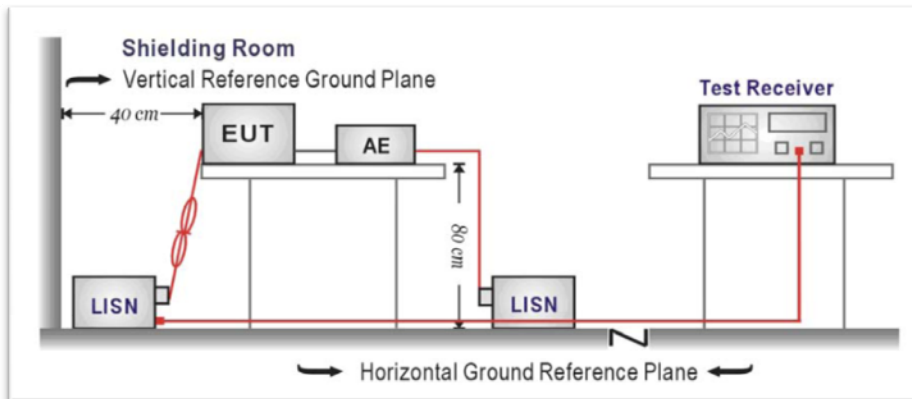 Shielding Room
Vertical Reference Ground Plane
Test Receiver
40 cm
EUT
AE
80 cm
LISN
LISN
Horizontal Ground Reference Plane